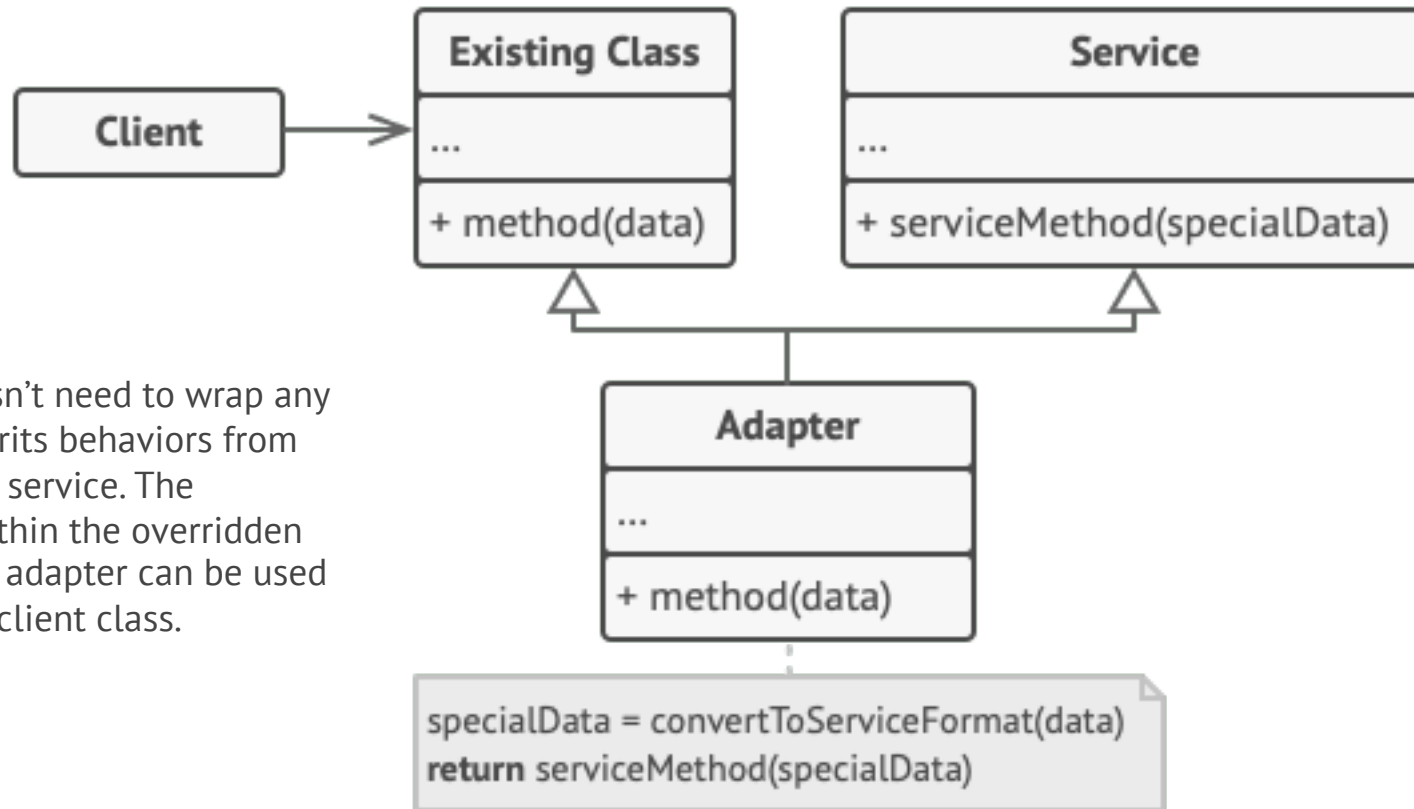 Existing Class
Service
Client
...
...
+ method(data)
+ serviceMethod(specialData)
sn’t need to wrap any
rits behaviors from
service. The
thin the overridden
adapter can be used
client class.
Adapter
...
+ method(data)
specialData = convertToServiceFormat(data)
return serviceMethod(specialData)